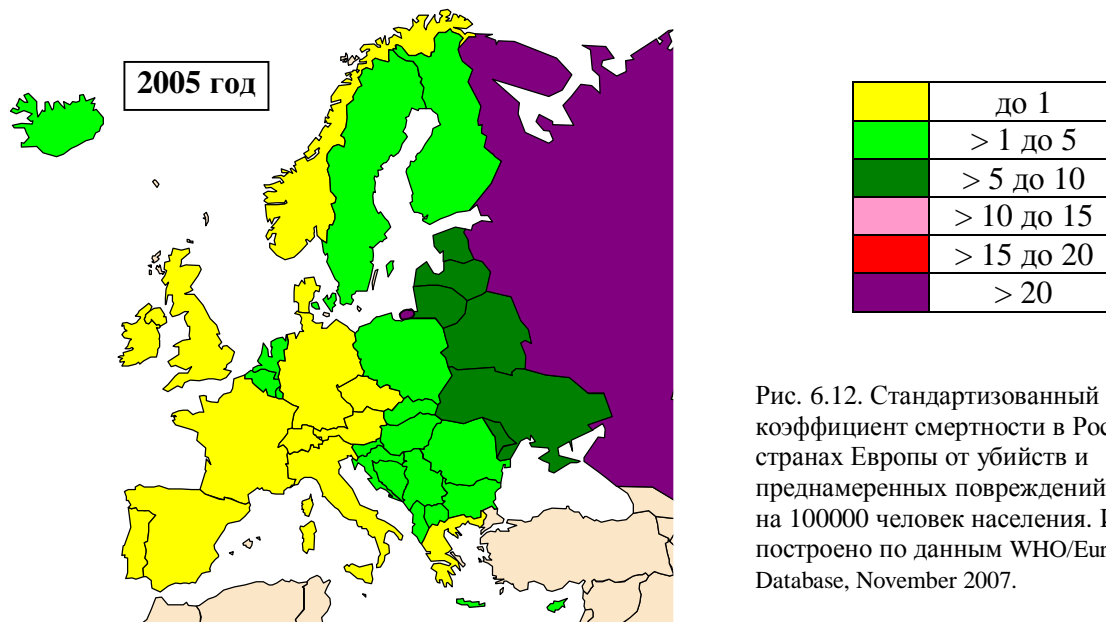 2005 год
до 1
> 1 до 5
> 5 до 10
> 10 до 15
> 15 до 20
> 20
Рис. 6.12. Стандартизованный
коэффициент смертности в
странах Европы от убийств и
преднамеренных повреждений
на 100000 человек населения.
построено по данным
Database, November 2007.